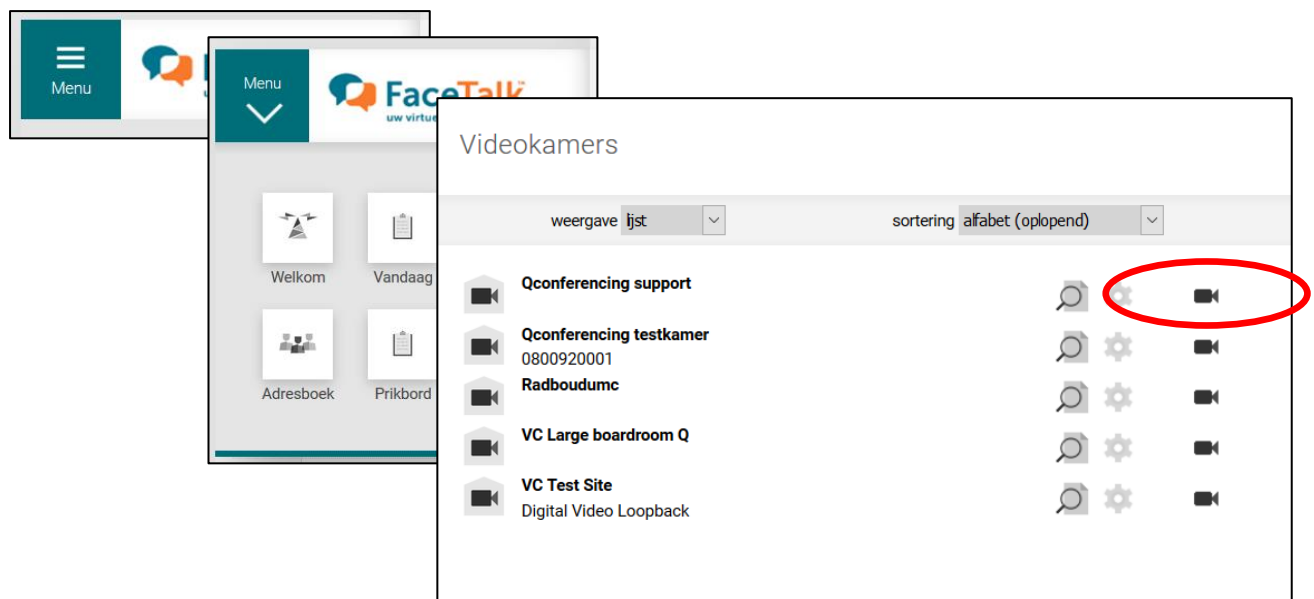 Menu
Menu
FaceTalk
uw virtue
Welkom
Vandaag
Adresboek
Prikbord
Videokamers
weergave lijst
sortering alfabet (oplopend)
Qconferencing support
Qconferencing testkamer
0800920001
Radboudumc
VC Large boardroom Q
VC Test Site
Digital Video Loopback